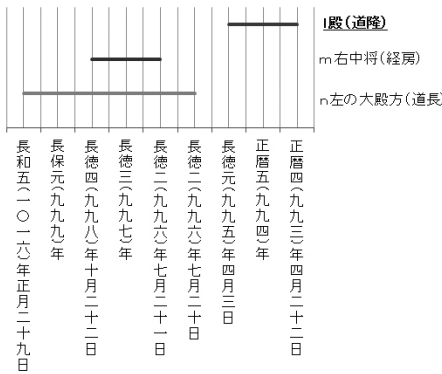 l殿（道隆）
m右中将（経房）
n左の大殿方（道長）
正暦四（九九三）年四月二十二日
正暦五（九九四）年
長徳元（九九五）年四月三日
長徳二（九九六）年七月二十日
長徳二（九九六）年七月二十一日
長徳三（九九七）年
長徳四（九九八）年十月二十二日
長保元（九九九）年
長和五（一〇一六）年正月二十九日